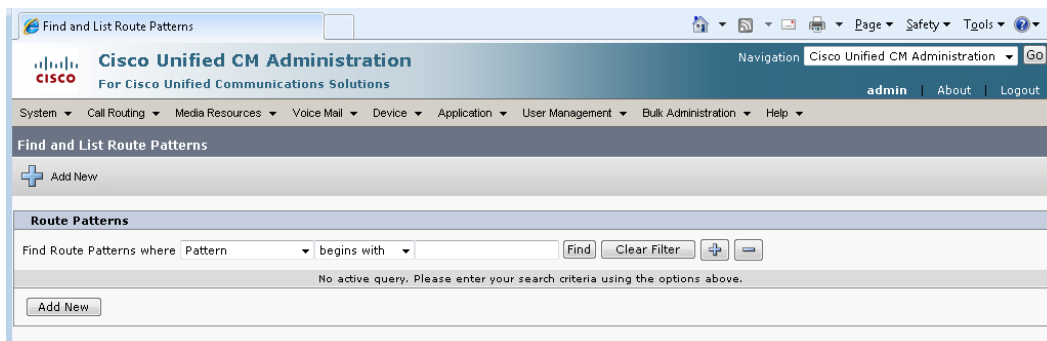 Find and List Route Patterns
Page Safety Tools
cisco
Cisco Unified CM Administration
For Cisco Unified Communications Solutions
Navigation Cisco Unified CM Administration Go
admin | About | Logout
System Call Routing Media Resources Voice Mail Device Application User Management Bulk Administration Help
Find and List Route Patterns
Add New
Route Patterns
Find Route Patterns where Pattern begins with Find Clear Filter
No active query. Please enter your search criteria using the options above.
Add New